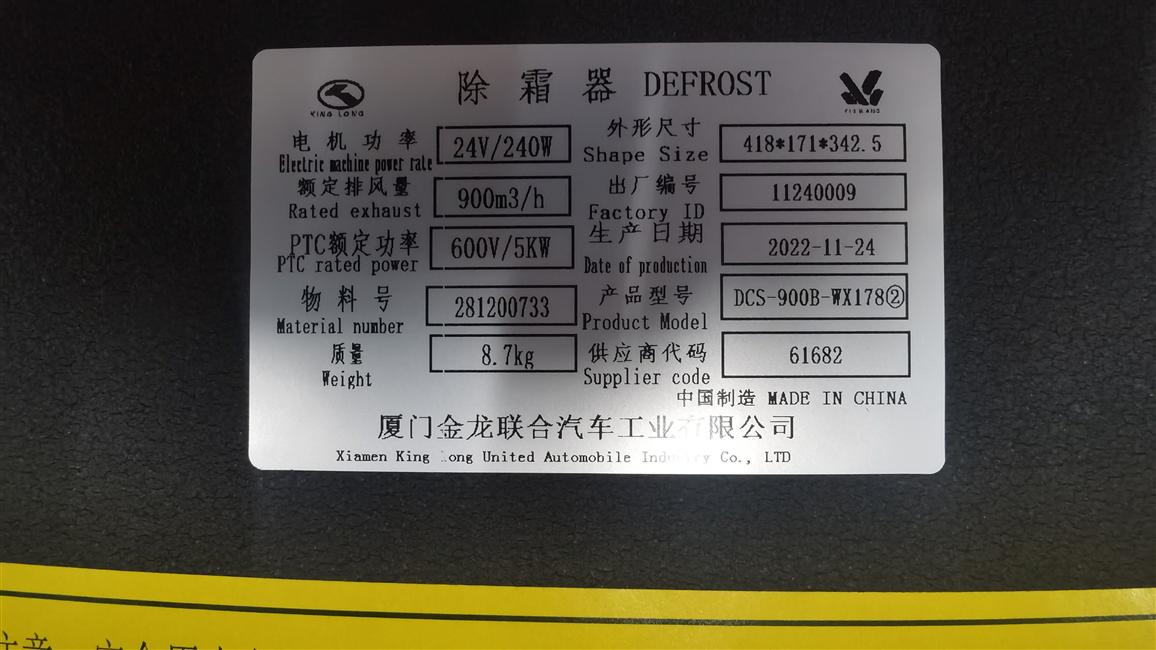 除霜器 DEFROST
KING LONG
电机功率 24V/240W 外形尺寸 418*171*342.5
Electric machine power rate Shape Size
额定排风量 900m3/h 出厂编号 11240009
Rated exhaust Factory ID
PTC额定功率 600V/5KW 生产日期 2022-11-24
PTC rated power Date of production
物料号 281200733 产品型号 DCS-900B-WX178②
Material number Product Model
质量 8.7kg 供应商代码 61682
Weight Supplier code
中国制造 MADE IN CHINA
厦门金龙联合汽车工业有限公司
Xiamen King Long United Automobile Industry Co., LTD